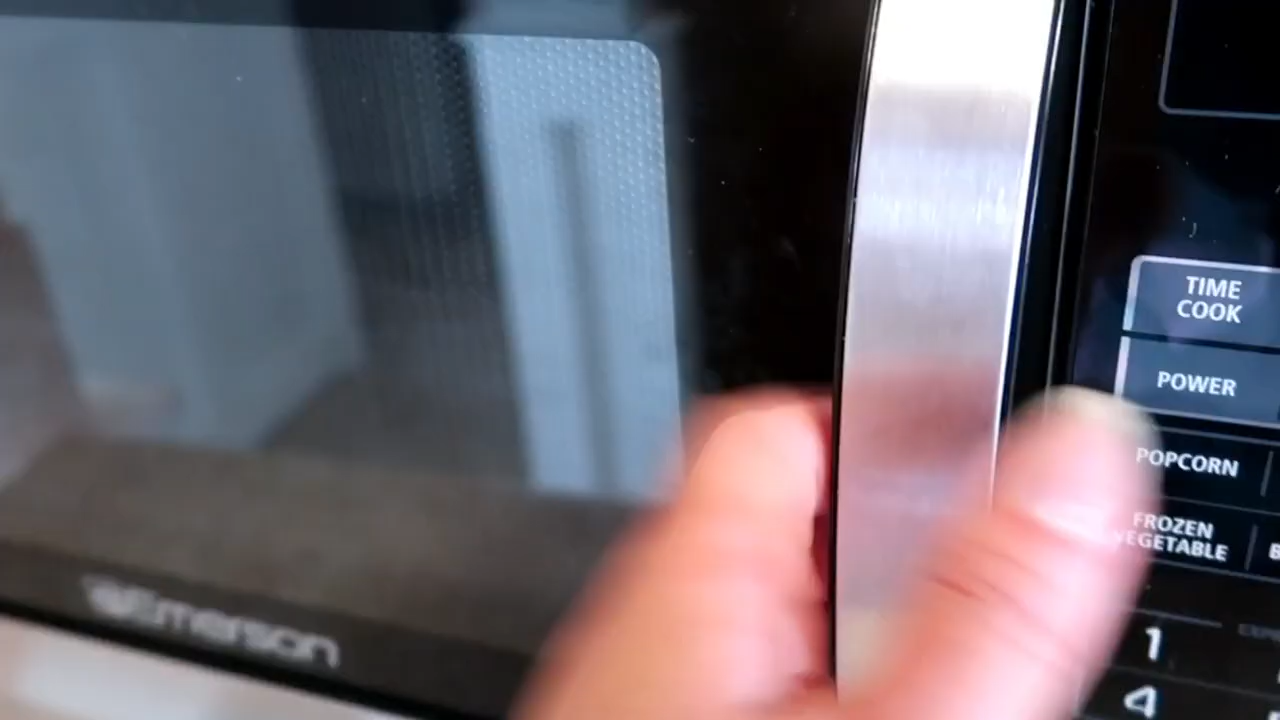 TIME
COOK
POWER
POPCORN
FROZEN
VEGETABLE
Emerson
1
4